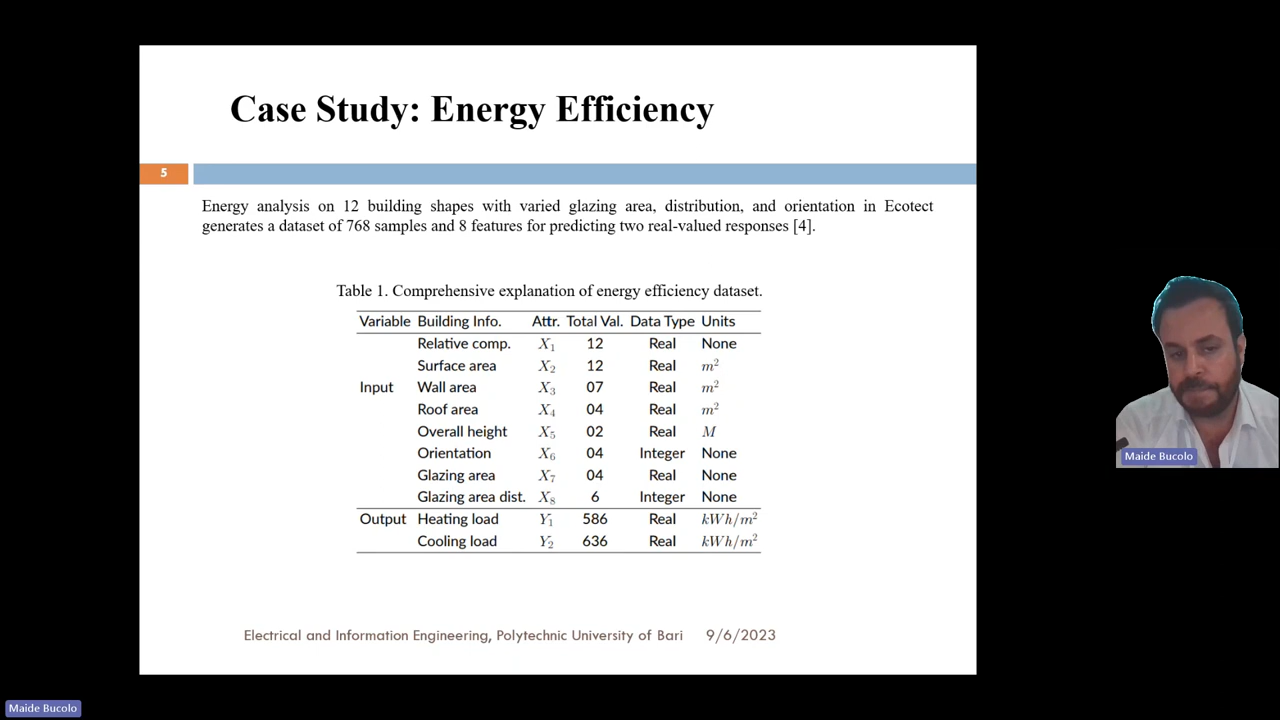 Case Study: Energy Efficiency
5
Energy analysis on 12 building shapes with varied glazing area, distribution, and orientation in Ecotect
generates a dataset of 768 samples and 8 features for predicting two real-valued responses [4].
Table 1. Comprehensive explanation of energy efficiency dataset.
Variable Building Info. Attr. Total Val. Data Type Units
Relative comp. X₁ 12 Real None
Surface area X₂ 12 Real m²
Input Wall area X₃ 07 Real m²
Roof area X₄ 04 Real m²
Overall height X₅ 02 Real M
Orientation X₆ 04 Integer None
Glazing area X₇ 04 Real None
Glazing area dist. X₈ 6 Integer None
Output Heating load Y₁ 586 Real kWh/m²
Cooling load Y₂ 636 Real kWh/m²
Electrical and Information Engineering, Polytechnic University of Bari 9/6/2023
Maide Bucolo
Maide Bucolo